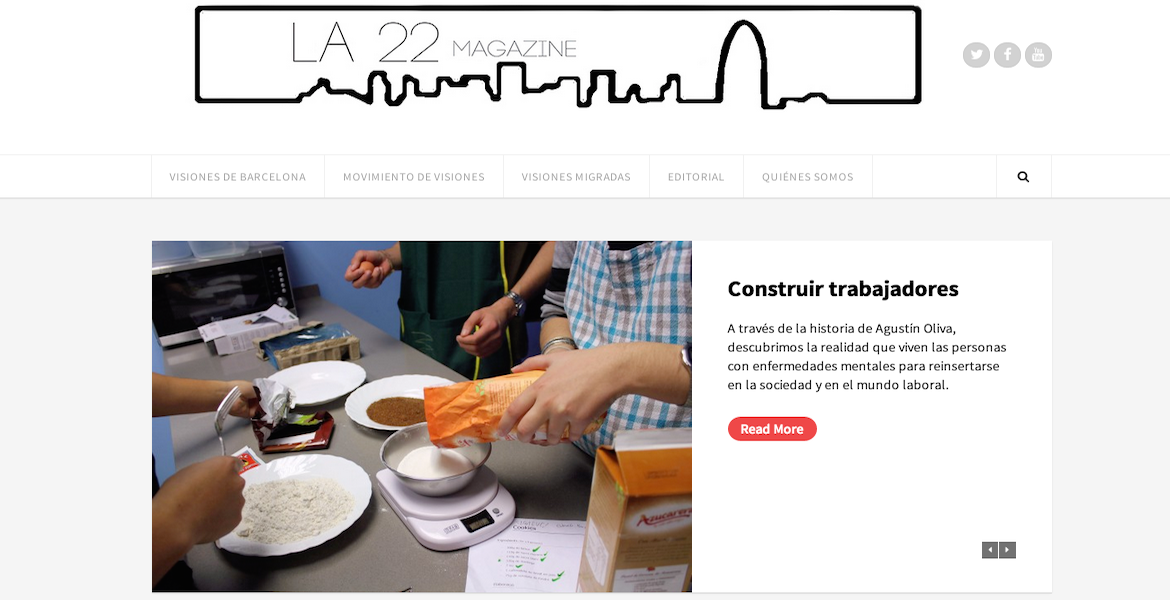 LA 22 MAGAZINE
VISIONES DE BARCELONA
MOVIMIENTO DE VISIONES
VISIONES MIGRADAS
EDITORIAL
QUIÉNES SOMOS
Construir trabajadores
A través de la historia de Agustín Oliva,
descubrimos la realidad que viven las personas
con enfermedades mentales para reinsertarse
en la sociedad y en el mundo laboral.
Read More